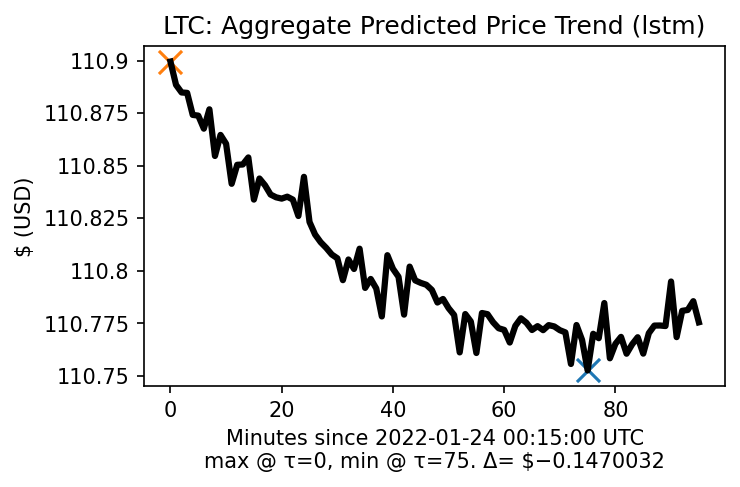 LTC: Aggregate Predicted Price Trend (lstm)
$ (USD)
110.9
110.875
110.85
110.825
110.8
110.775
110.75
0 20 40 60 80
Minutes since 2022-01-24 00:15:00 UTC
max @ τ=0, min @ τ=75. Δ= $−0.1470032